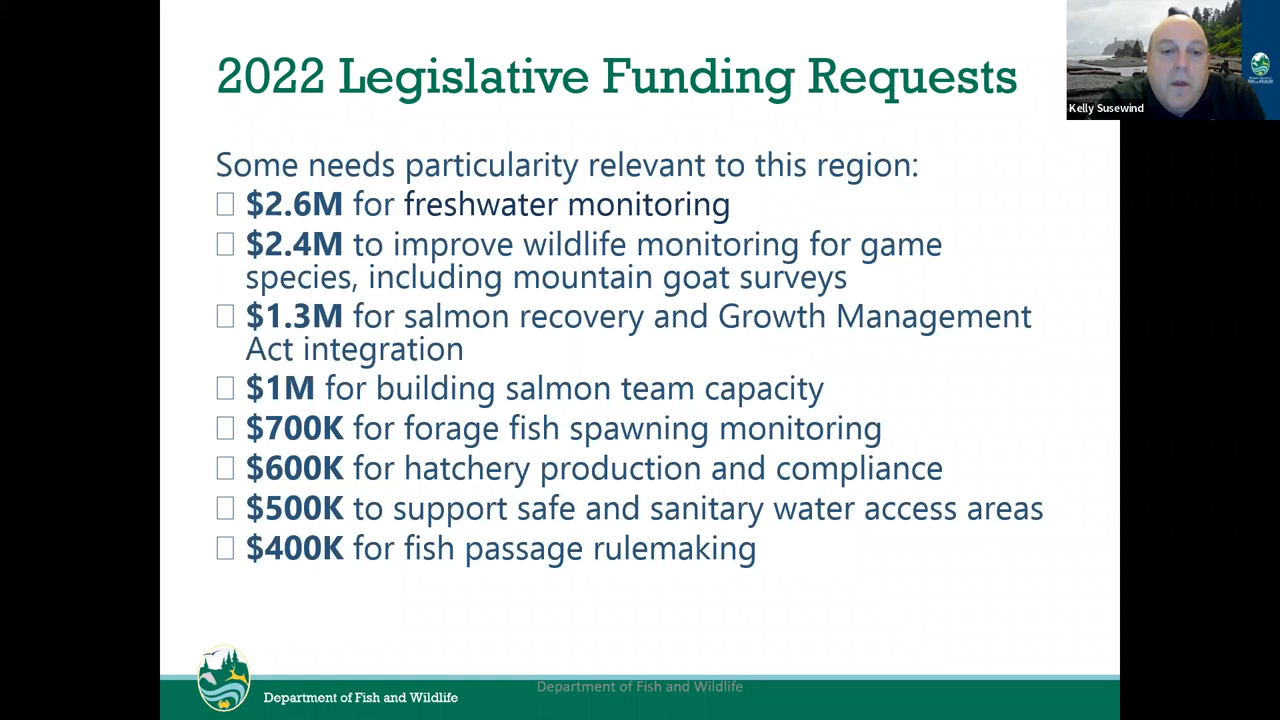 2022 Legislative Funding Requests
Kelly Susewind
Some needs particularity relevant to this region:
$2.6M for freshwater monitoring
$2.4M to improve wildlife monitoring for game
species, including mountain goat surveys
$1.3M for salmon recovery and Growth Management
Act integration
$1M for building salmon team capacity
$700K for forage fish spawning monitoring
$600K for hatchery production and compliance
$500K to support safe and sanitary water access areas
$400K for fish passage rulemaking
Department of Fish and Wildlife
Department of Fish and Wildlife